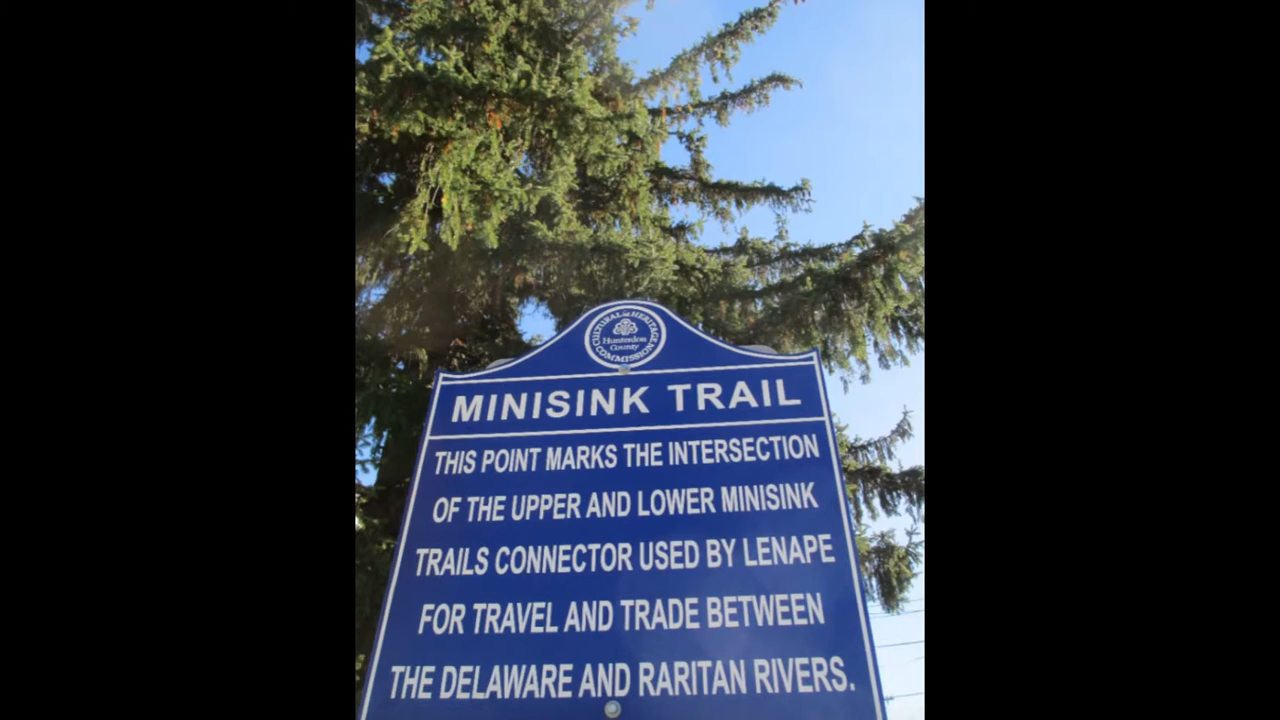 CULTURAL & HERITAGE
Hunterdon
County
COMMISSION
MINISINK TRAIL
THIS POINT MARKS THE INTERSECTION
OF THE UPPER AND LOWER MINISINK
TRAILS CONNECTOR USED BY LENAPE
FOR TRAVEL AND TRADE BETWEEN
THE DELAWARE AND RARITAN RIVERS.